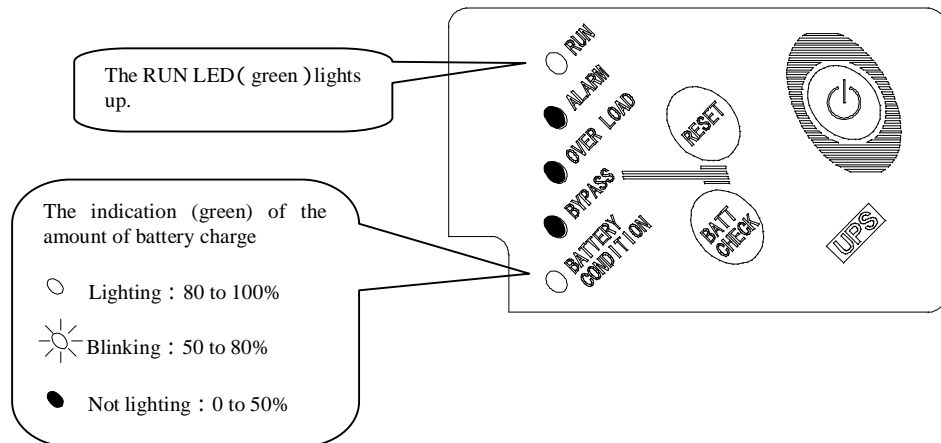 The RUN LED( green )lights
up.
The indication (green) of the
amount of battery charge
Lighting：80 to 100%
Blinking：50 to 80%
Not lighting：0 to 50%
RUN
ALARM
OVER LOAD
BYPASS
BATTERY
CONDITION
RESET
BATT
CHECK
UPS